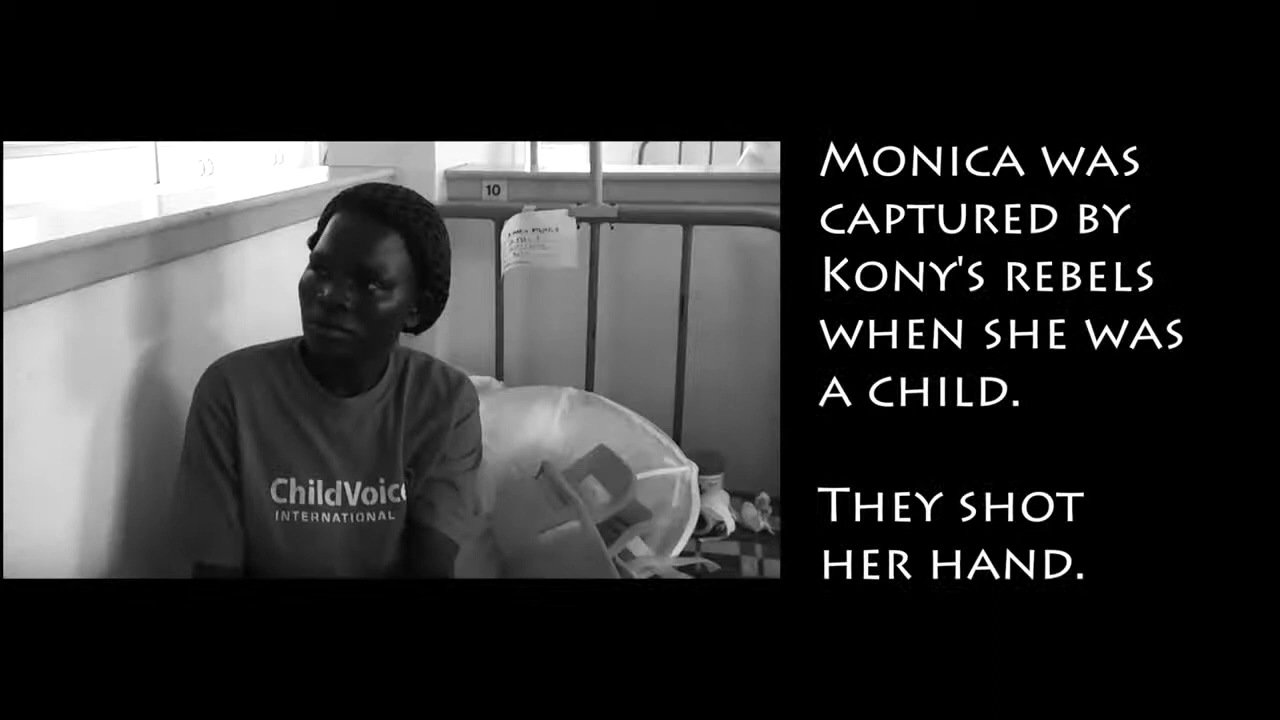 10
ChildVoice
INTERNATIONAL
MONICA WAS
CAPTURED BY
KONY'S REBELS
WHEN SHE WAS
A CHILD.
THEY SHOT
HER HAND.